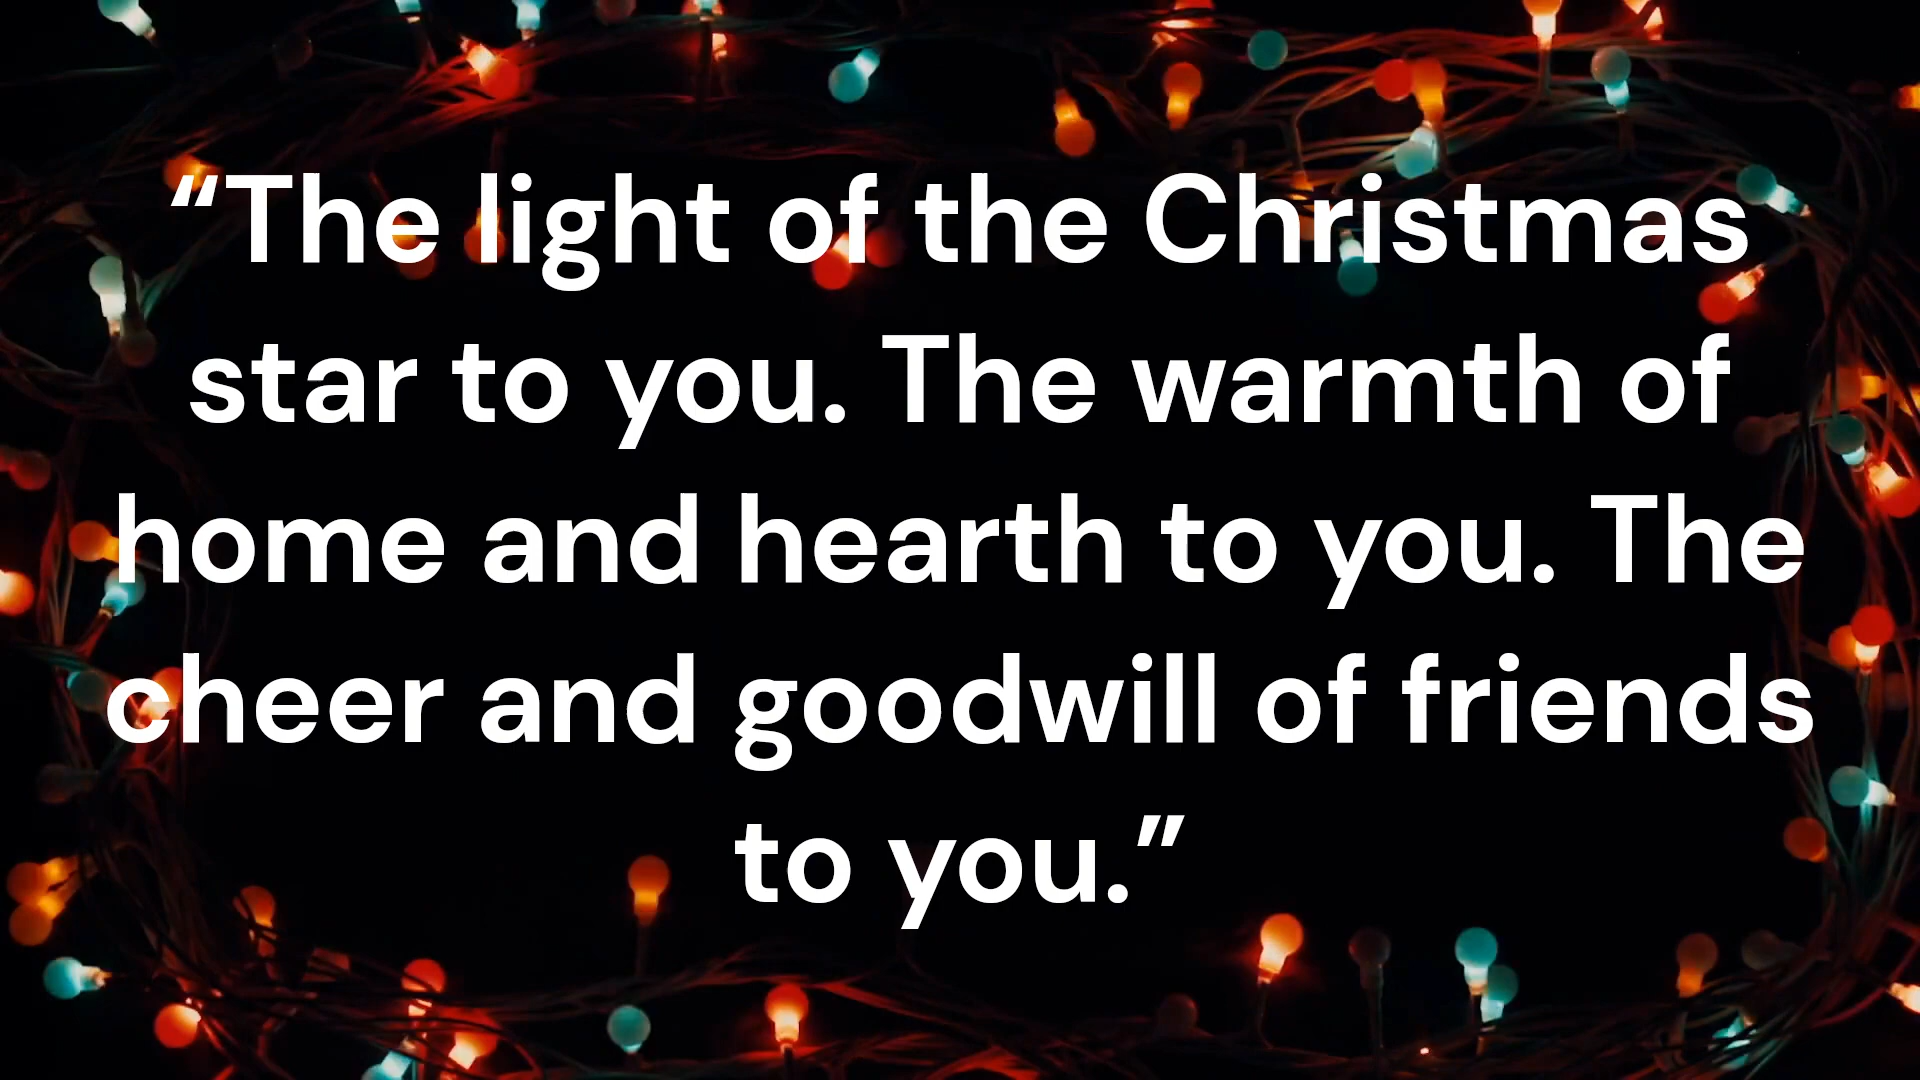 “The light of the Christmas
star to you. The warmth of
home and hearth to you. The
cheer and goodwill of friends
to you.”